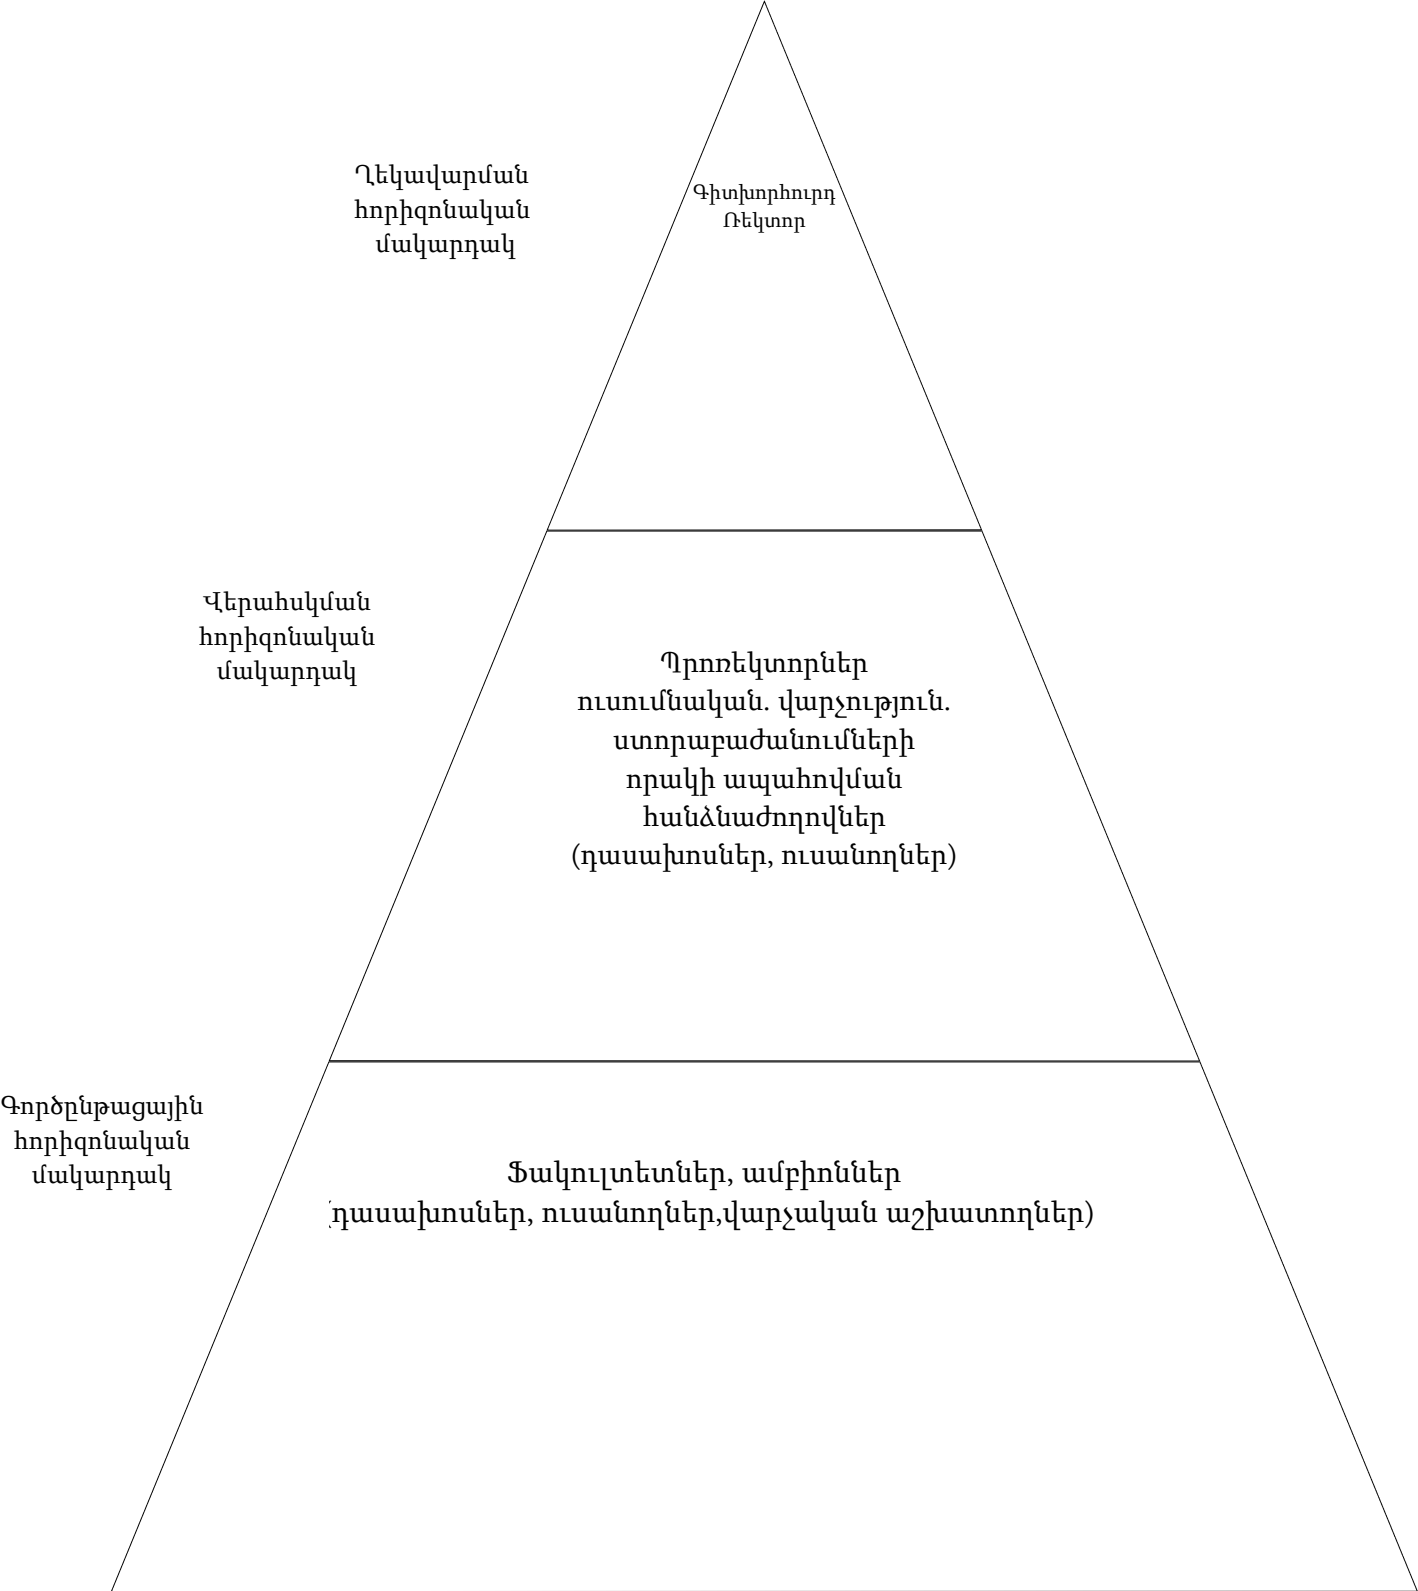 Ղեկավարման
հորիզոնական
մակարդակ
Գիտխորհուրդ
Ռեկտոր
Վերահսկման
հորիզոնական
մակարդակ
Պրոռեկտորներ
ուսումնական. վարչություն.
ստորաբաժանումների
որակի ապահովման
հանձնաժողովներ
(դասախոսներ, ուսանողներ)
Գործընթացային
հորիզոնական
մակարդակ
Ֆակուլտետներ, ամբիոններ
(դասախոսներ, ուսանողներ,վարչական աշխատողներ)